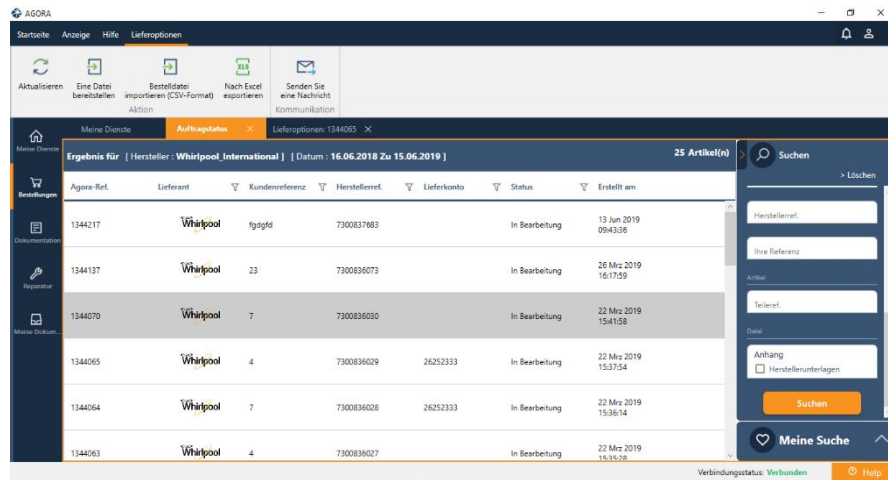 AGORA
Startseite Anzeige Hilfe Lieferoptionen
Aktualisieren
Eine Datei bereitstellen
Bestelldatei importieren (CSV-Format)
Nach Excel exportieren
Senden Sie eine Nachricht
Aktion
Kommunikation
Meine Dienste
Bestellungen
Dokumentation
Reparatur
Meine Dokum...
Meine Dienste Auftragstatus × Lieferoptionen: 1344065 ×
Ergebnis für [ Hersteller : Whirlpool_International ] [ Datum : 16.06.2018 Zu 15.06.2019 ] 25 Artikel(n)
Agora-Ref. Lieferant Kundenreferenz Herstellerref. Lieferkonto Status Erstellt am
1344217 Whirlpool fgdgfd 7300837683 In Bearbeitung 13 Jun 2019 09:43:36
1344137 Whirlpool 23 7300836073 In Bearbeitung 26 Mrz 2019 16:17:59
1344070 Whirlpool 7 7300836030 In Bearbeitung 22 Mrz 2019 15:41:58
1344065 Whirlpool 4 7300836029 26252333 In Bearbeitung 22 Mrz 2019 15:37:54
1344064 Whirlpool 7 7300836028 26252333 In Bearbeitung 22 Mrz 2019 15:36:14
1344063 Whirlpool 4 7300836027 In Bearbeitung 22 Mrz 2019 15:35:28
Suchen
> Löschen
Herstellerref.
Ihre Referenz
Artikel
Teileref.
Datei
Anhang
Herstellerunterlagen
Suchen
Meine Suche
Verbindungsstatus: Verbunden
Help